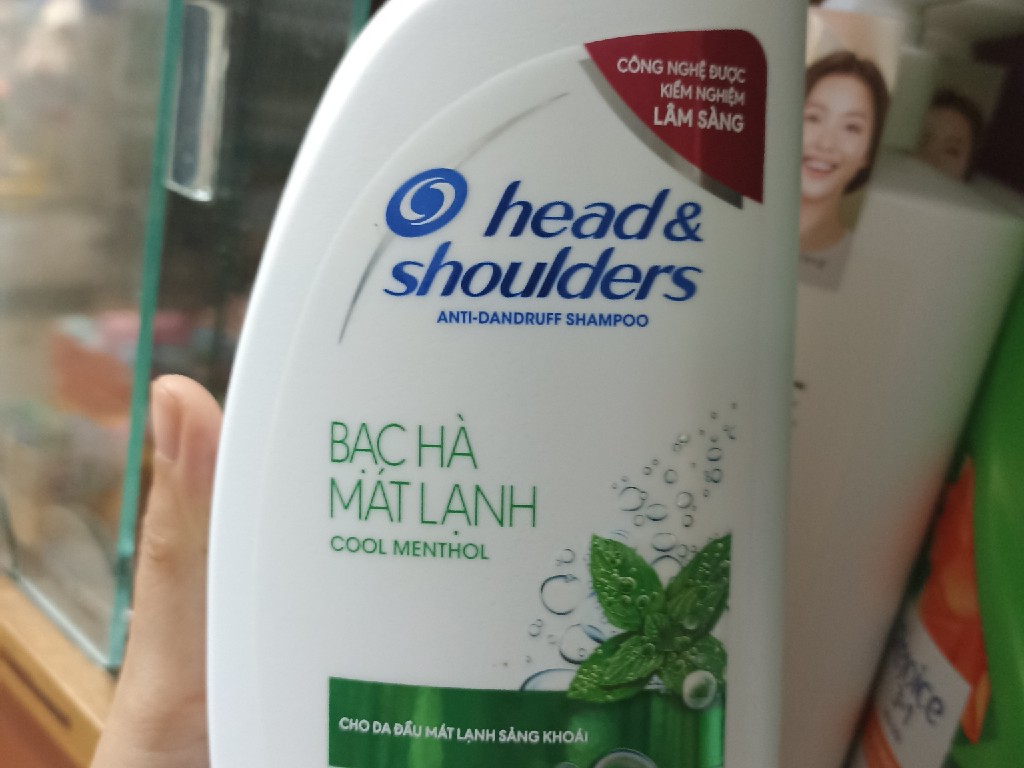 CÔNG NGHỆ ĐƯỢC
KIỂM NGHIỆM
LÂM SÀNG
head &
shoulders
ANTI-DANDRUFF SHAMPOO
BẠC HÀ
MÁT LẠNH
COOL MENTHOL
CHO DA ĐẦU MÁT LẠNH SẢNG KHOÁI